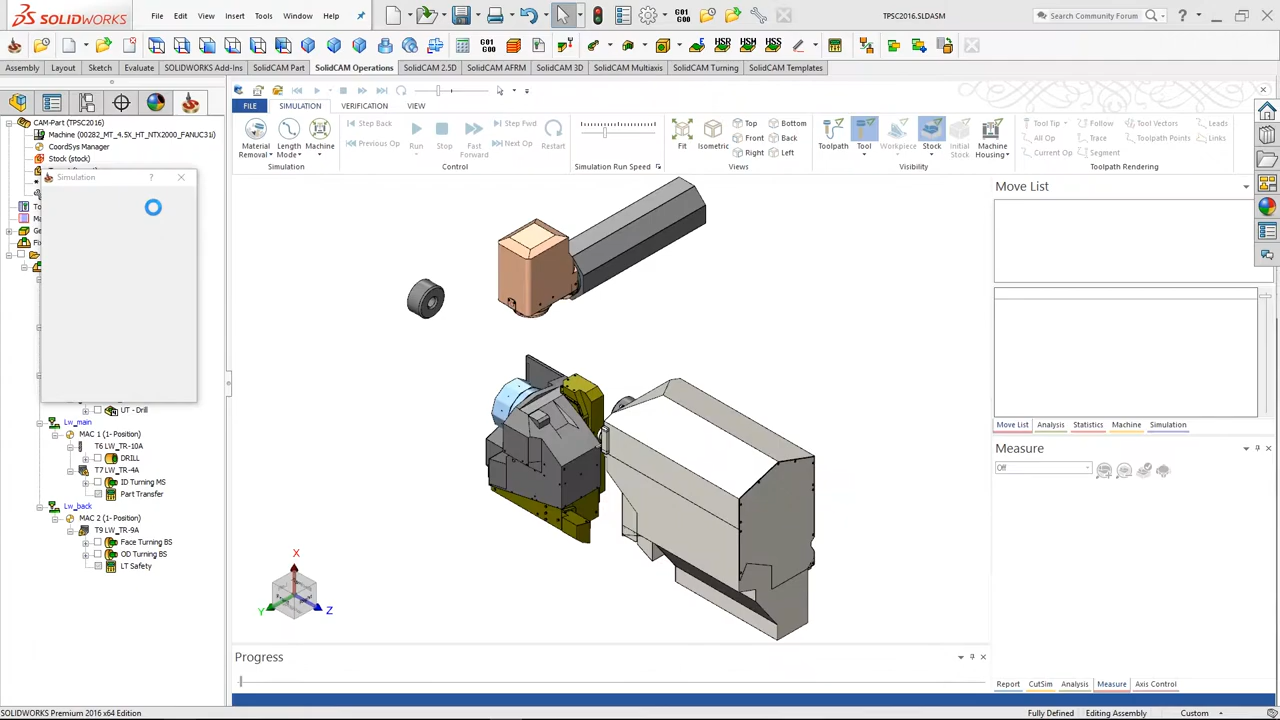 SOLIDWORKS File Edit View Insert Tools Window Help TPSC2016.SLDASM Search Community Forum
G01 G00
G01 G00 HSR HSM HSS
Assembly Layout Sketch Evaluate SOLIDWORKS Add-Ins SolidCAM Part SolidCAM Operations SolidCAM 2.5D SolidCAM AFRM SolidCAM 3D SolidCAM Multiaxis SolidCAM Turning SolidCAM Templates
FILE SIMULATION VERIFICATION VIEW
Step Back Step Fwd Top Bottom Tool Tip Follow Tool Vectors Leads
Previous Op Next Op Front Back All Op Trace Toolpath Points Links
Right Left Current Op Segment
Material Removal Length Mode Machine Run Stop Fast Forward Restart Fit Isometric Toolpath Tool Workpiece Stock Initial Stock Machine Housing
Simulation Control Simulation Run Speed Views Visibility Toolpath Rendering
CAM-Part (TPSC2016)
Machine (00282_MT_4.5X_HT_NTX2000_FANUC31i)
CoordSys Manager
Stock (stock)
Simulation
UT - Drill
Lw_main
MAC 1 (1- Position)
T6 LW_TR-10A
DRILL
T7 LW_TR-4A
ID Turning MS
Part Transfer
Lw_back
MAC 2 (1- Position)
T9 LW_TR-9A
Face Turning BS
OD Turning BS
LT Safety
X
Y
Z
Move List
Move List Analysis Statistics Machine Simulation
Measure
Off
Progress
Report CutSim Analysis Measure Axis Control
SOLIDWORKS Premium 2016 x64 Edition Fully Defined Editing Assembly Custom